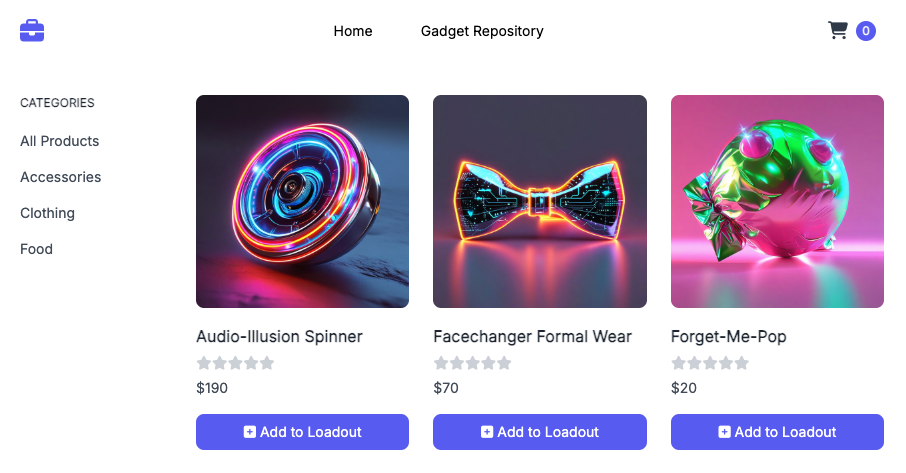 Home
Gadget Repository
0
CATEGORIES
All Products
Accessories
Clothing
Food
Audio-Illusion Spinner
$190
Add to Loadout
Facechanger Formal Wear
$70
Add to Loadout
Forget-Me-Pop
$20
Add to Loadout